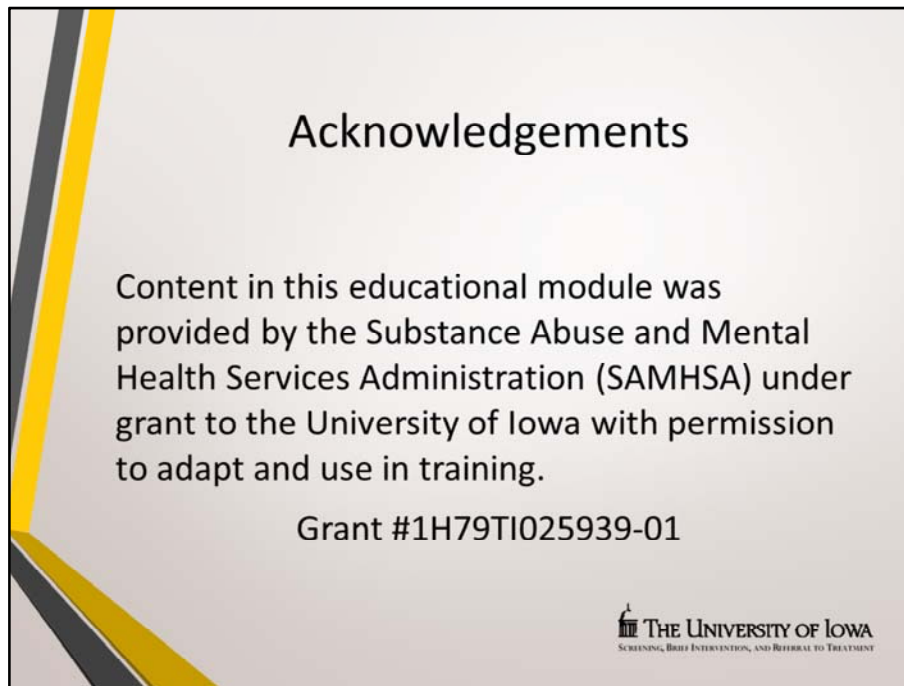 Acknowledgements
Content in this educational module was
provided by the Substance Abuse and Mental
Health Services Administration (SAMHSA) under
grant to the University of Iowa with permission
to adapt and use in training.
Grant #1H79TI025939-01
THE UNIVERSITY OF IOWA
SCREENING, BRIEF INTERVENTION, AND REFERRAL TO TREATMENT